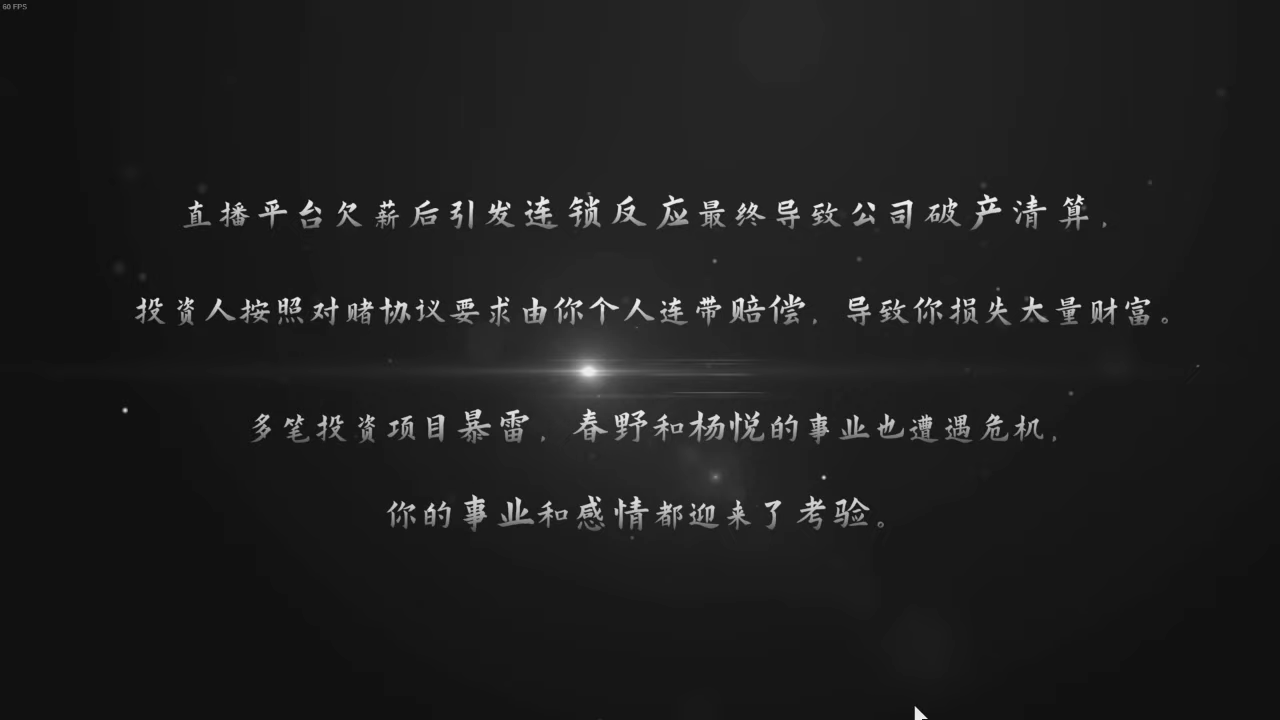 60 FPS
直播平台欠薪后引发连锁反应最终导致公司破产清算，
投资人按照对赌协议要求由你个人连带赔偿，导致你损失大量财富。
多笔投资项目暴雷，春野和杨悦的事业也遭遇危机，
你的事业和感情都迎来了考验。